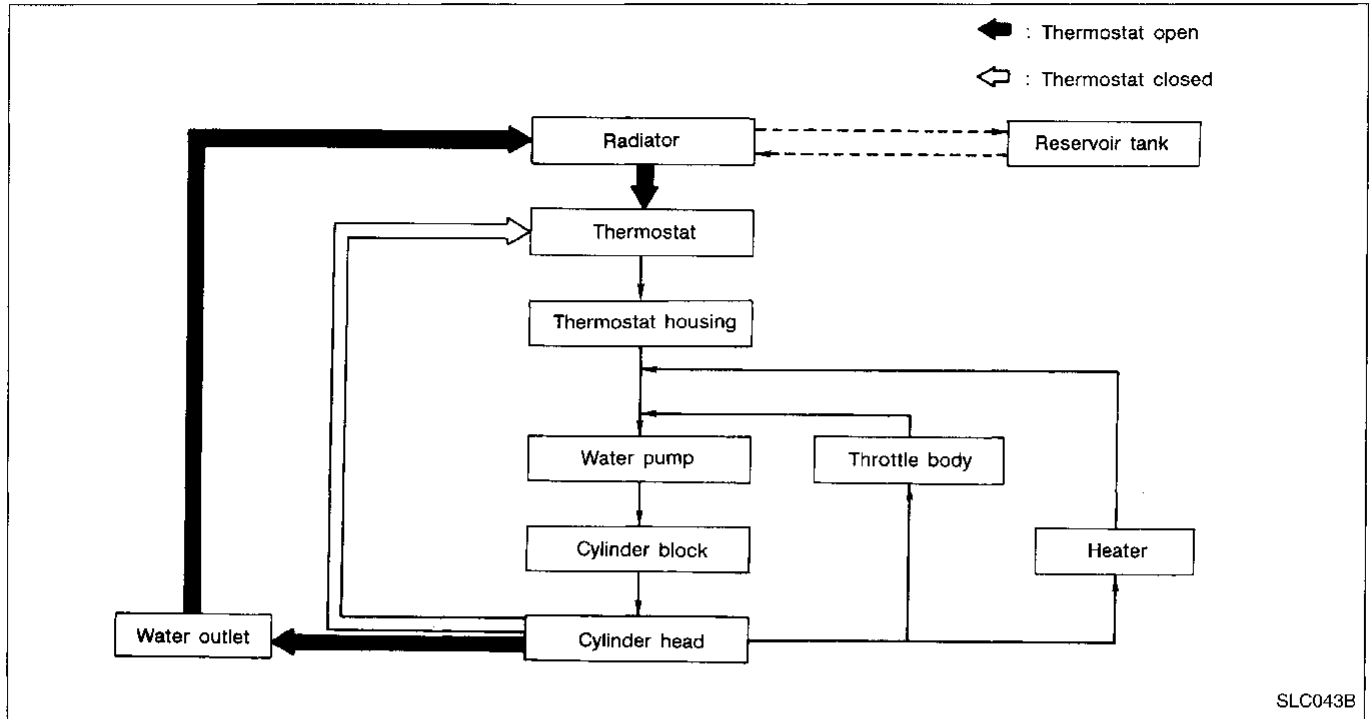 : Thermostat open
: Thermostat closed
Radiator
Reservoir tank
Thermostat
Thermostat housing
Water pump
Throttle body
Cylinder block
Heater
Water outlet
Cylinder head
SLC043B